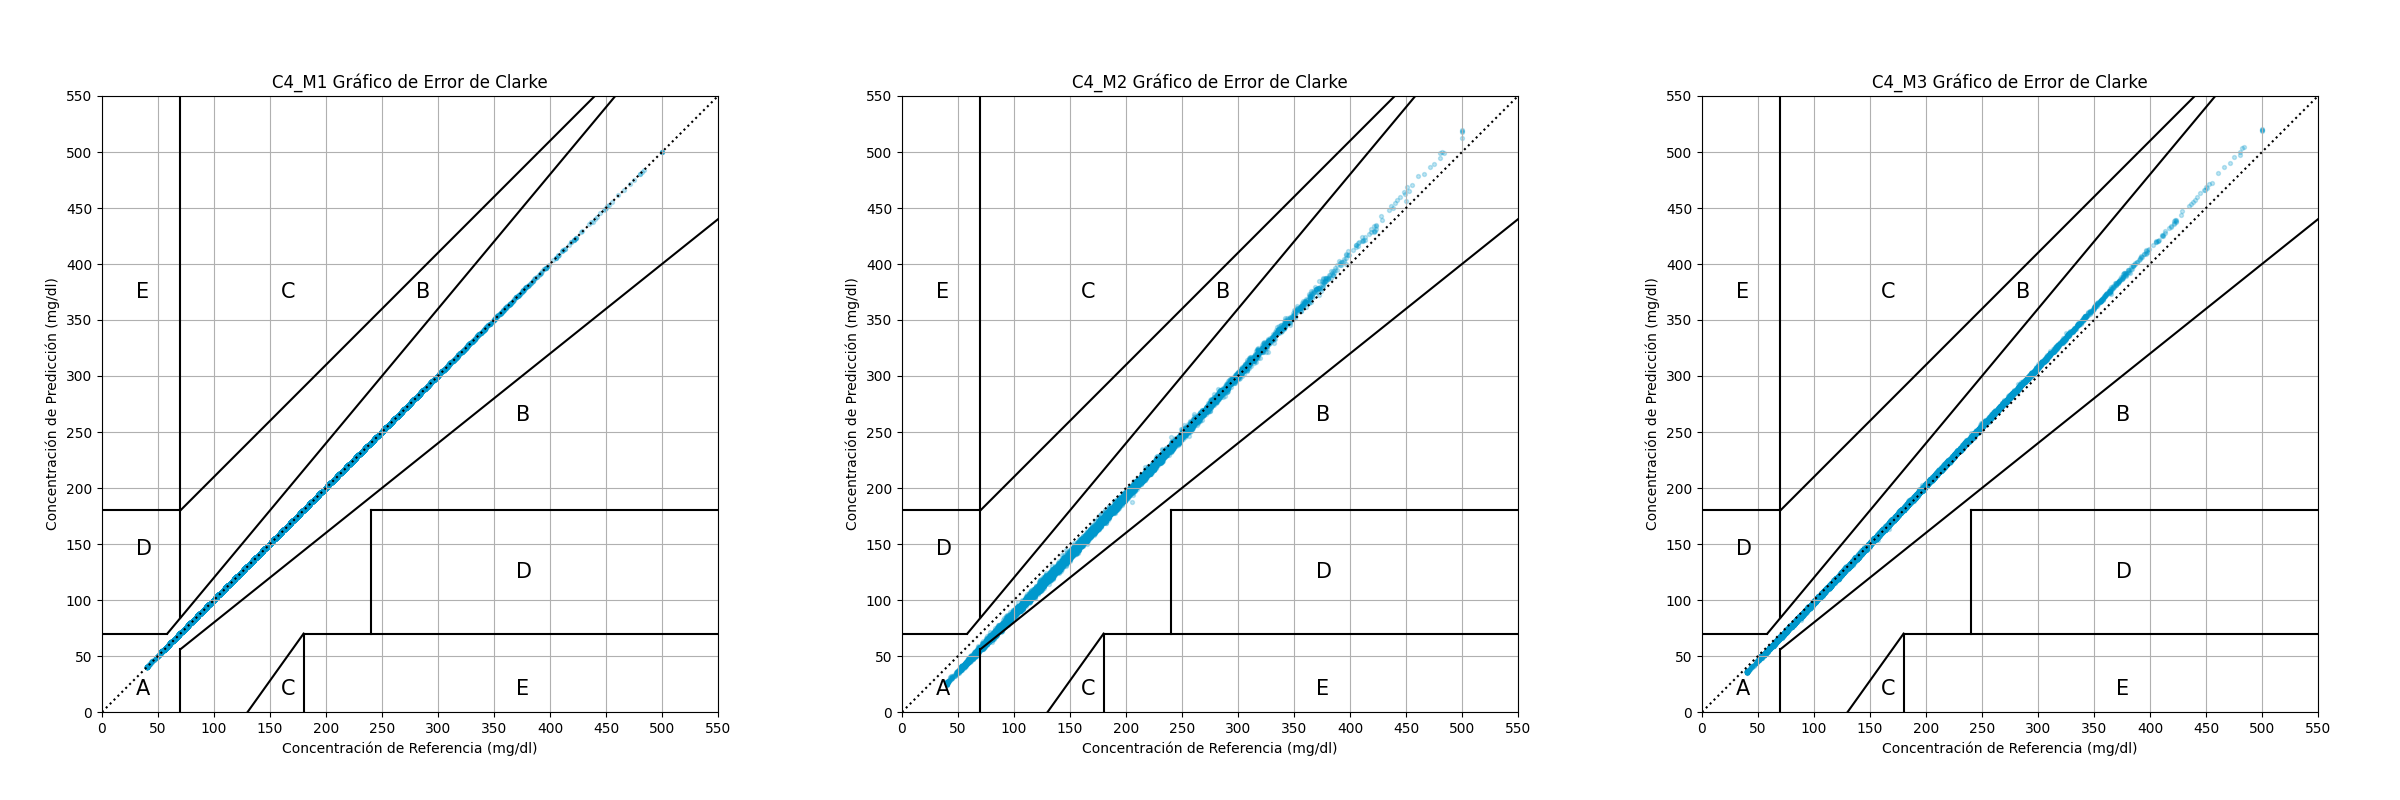 C4_M1 Gráfico de Error de Clarke
550
500
450
400
350
300
250
200
150
100
50
0
Concentración de Predicción (mg/dl)
E
C
B
B
D
D
A
C
E
0 50 100 150 200 250 300 350 400 450 500 550
Concentración de Referencia (mg/dl)
C4_M2 Gráfico de Error de Clarke
550
500
450
400
350
300
250
200
150
100
50
0
Concentración de Predicción (mg/dl)
E
C
B
B
D
D
A
C
E
0 50 100 150 200 250 300 350 400 450 500 550
Concentración de Referencia (mg/dl)
C4_M3 Gráfico de Error de Clarke
550
500
450
400
350
300
250
200
150
100
50
0
Concentración de Predicción (mg/dl)
E
C
B
B
D
D
A
C
E
0 50 100 150 200 250 300 350 400 450 500 550
Concentración de Referencia (mg/dl)